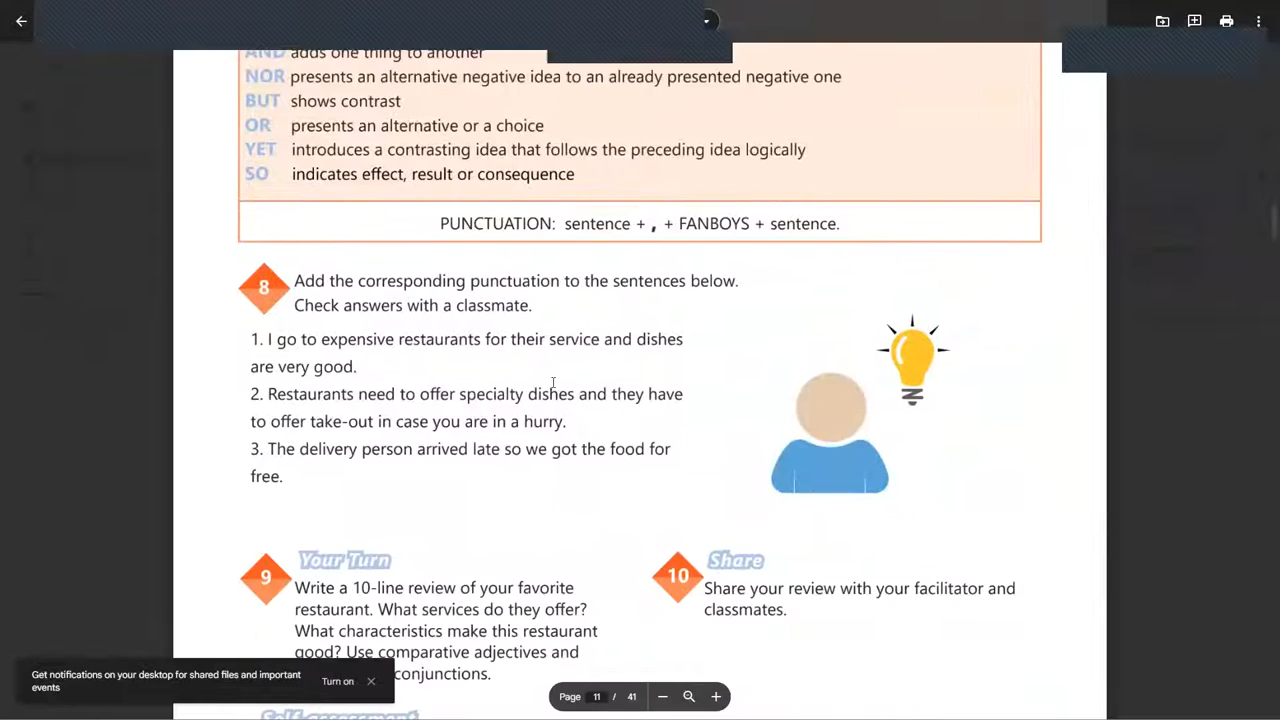 AND adds one thing to another
NOR presents an alternative negative idea to an already presented negative one
BUT shows contrast
OR presents an alternative or a choice
YET introduces a contrasting idea that follows the preceding idea logically
SO indicates effect, result or consequence
PUNCTUATION: sentence + , + FANBOYS + sentence.
8
Add the corresponding punctuation to the sentences below.
Check answers with a classmate.
1. I go to expensive restaurants for their service and dishes
are very good.
2. Restaurants need to offer specialty dishes and they have
to offer take-out in case you are in a hurry.
3. The delivery person arrived late so we got the food for
free.
9
Your Turn
Write a 10-line review of your favorite
restaurant. What services do they offer?
What characteristics make this restaurant
good? Use comparative adjectives and
conjunctions.
10
Share
Share your review with your facilitator and
classmates.
Self-assessment
Get notifications on your desktop for shared files and important
events
Turn on
Page 11 / 41